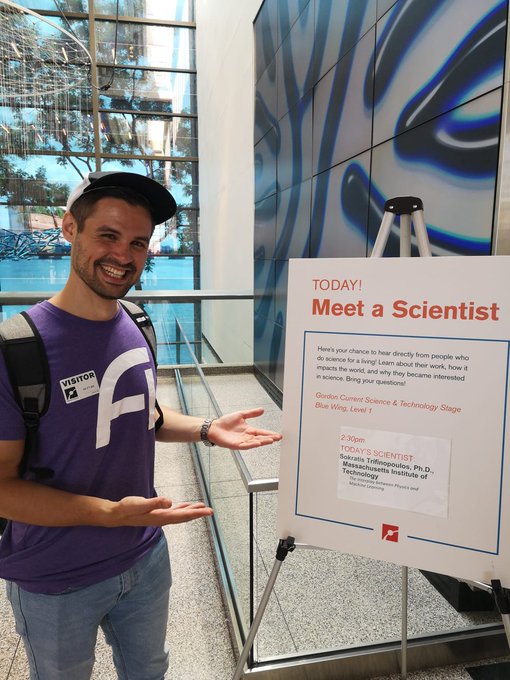 TODAY!
Meet a Scientist
Here's your chance to hear directly from people who
do science for a living! Learn about their work, how it
impacts the world, and why they became interested
in science. Bring your questions!
Gordon Current Science & Technology Stage
Blue Wing, Level 1
2:30pm
TODAY'S SCIENTIST
Sokratis Trifinopoulos, Ph.D.,
Massachusetts Institute of
Technology
The interplay between Physics and
Machine Learning
VISITOR